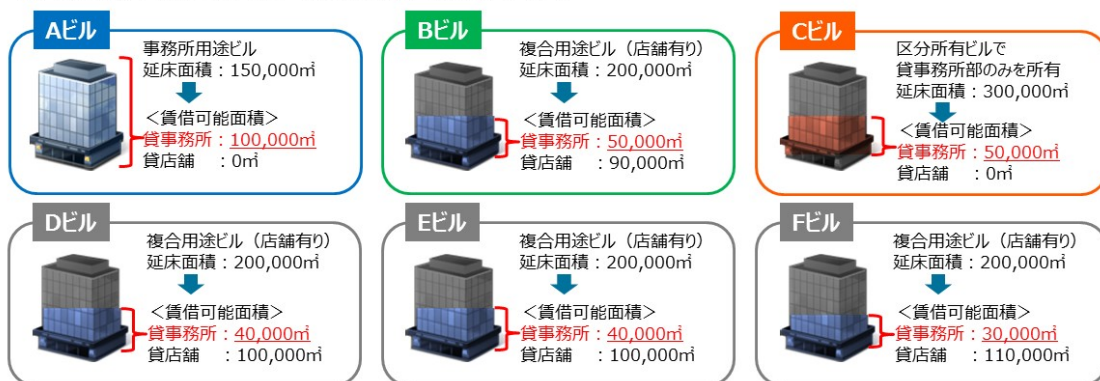 Aビル
事務所用途ビル
延床面積：150,000㎡
＜賃借可能面積＞
貸事務所：100,000㎡
貸店舗　：0㎡
Bビル
複合用途ビル（店舗有り）
延床面積：200,000㎡
＜賃借可能面積＞
貸事務所：50,000㎡
貸店舗　：90,000㎡
Cビル
区分所有ビルで
貸事務所部のみを所有
延床面積：300,000㎡
＜賃借可能面積＞
貸事務所：50,000㎡
貸店舗　：0㎡
Dビル
複合用途ビル（店舗有り）
延床面積：200,000㎡
＜賃借可能面積＞
貸事務所：40,000㎡
貸店舗　：100,000㎡
Eビル
複合用途ビル（店舗有り）
延床面積：200,000㎡
＜賃借可能面積＞
貸事務所：40,000㎡
貸店舗　：100,000㎡
Fビル
複合用途ビル（店舗有り）
延床面積：200,000㎡
＜賃借可能面積＞
貸事務所：30,000㎡
貸店舗　：110,000㎡